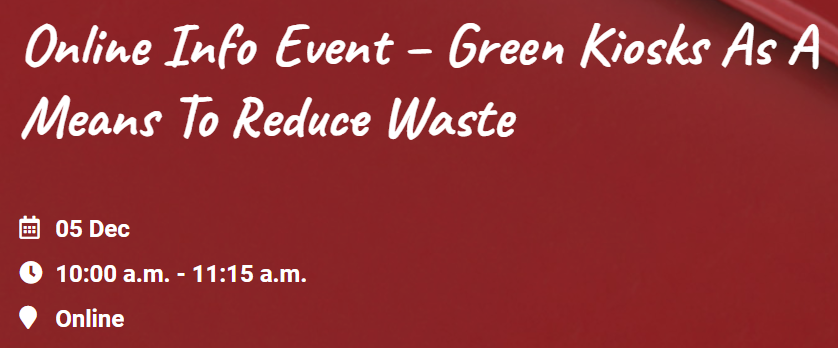 Online Info Event – Green Kiosks As A
Means To Reduce Waste
05 Dec
10:00 a.m. - 11:15 a.m.
Online